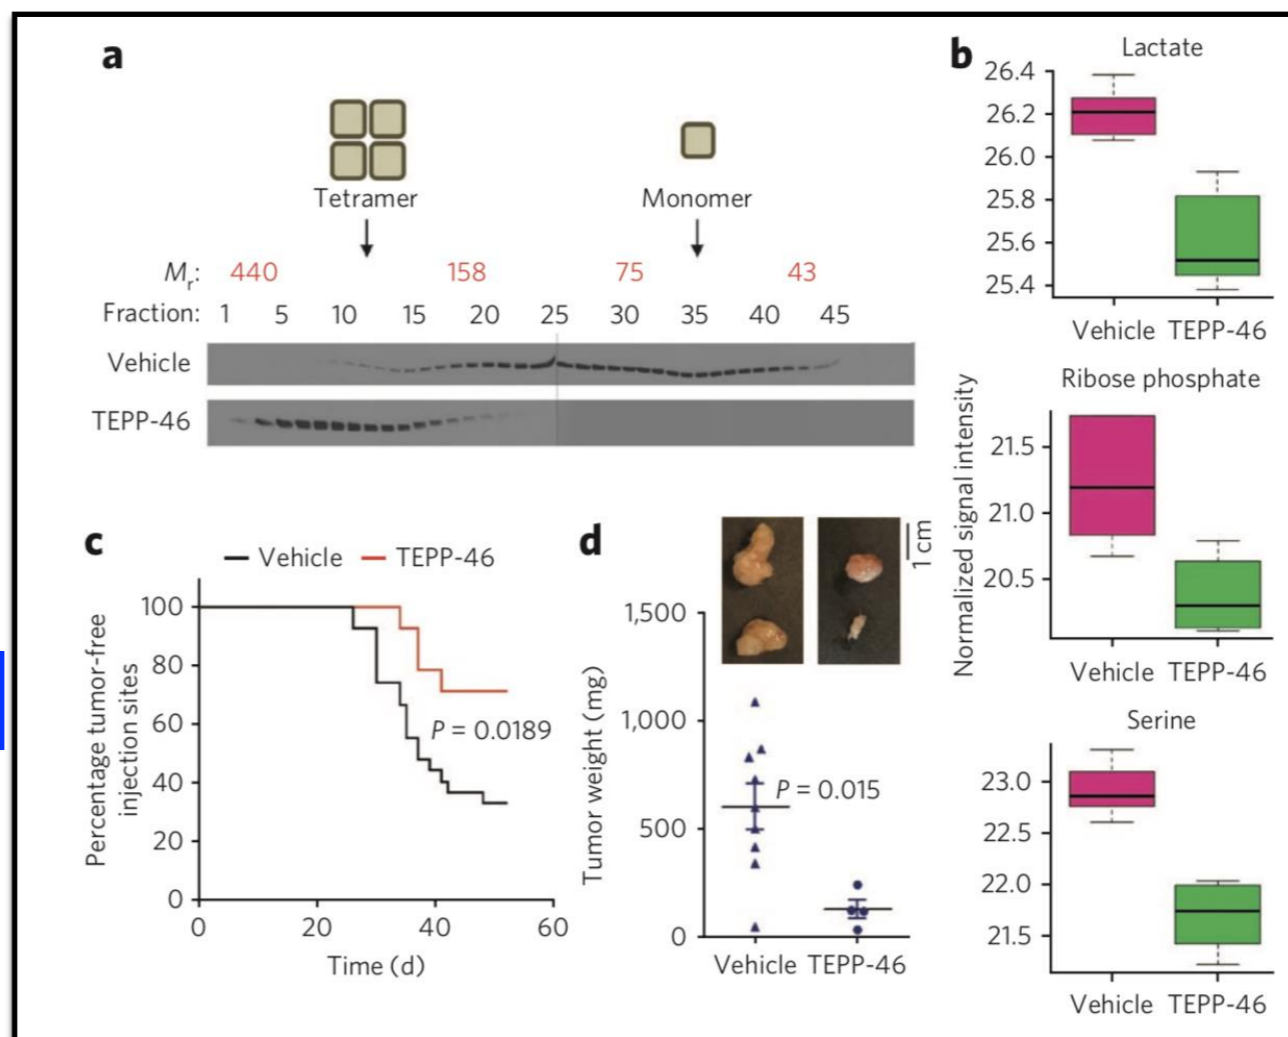 a
Tetramer
Monomer
Mr: 440 158 75 43
Fraction: 1 5 10 15 20 25 30 35 40 45
Vehicle
TEPP-46
b
Normalized signal intensity
Lactate
26.4
26.2
26.0
25.8
25.6
25.4
Vehicle TEPP-46
Ribose phosphate
21.5
21.0
20.5
Vehicle TEPP-46
Serine
23.0
22.5
22.0
21.5
Vehicle TEPP-46
c
Vehicle TEPP-46
Percentage tumor-free
injection sites
100
80
60
40
20
0
P = 0.0189
0 20 40 60
Time (d)
d
1 cm
Tumor weight (mg)
1,500
1,000
500
0
P = 0.015
Vehicle TEPP-46